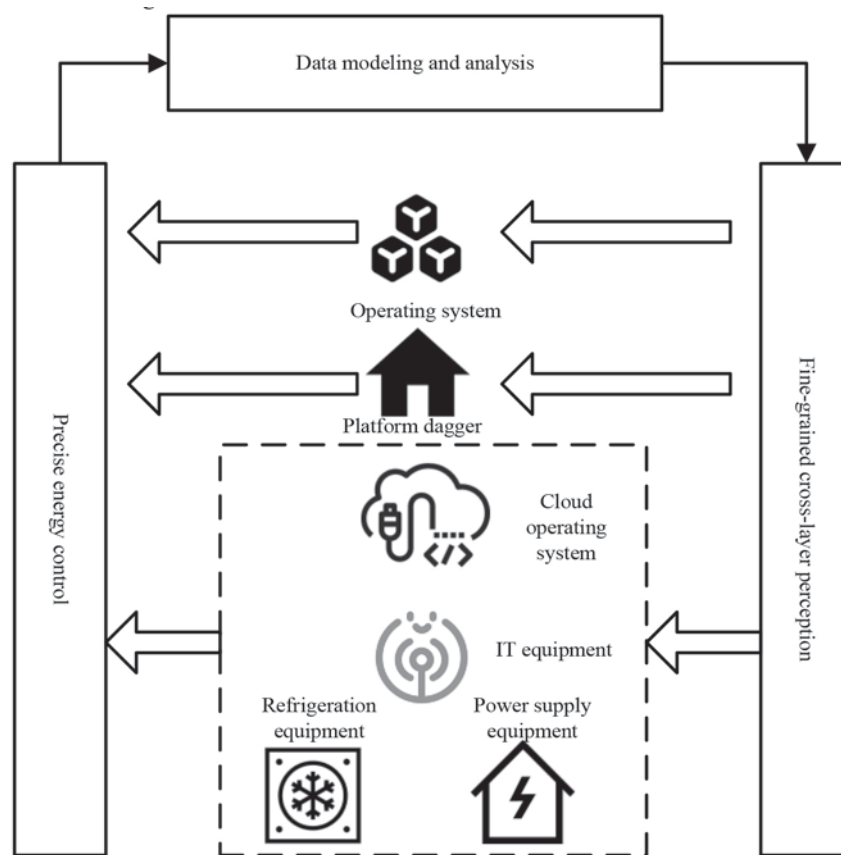 Data modeling and analysis
Operating system
Platform dagger
Precise energy control
Fine-grained cross-layer perception
Cloud
operating
system
</>
IT equipment
Refrigeration
equipment
Power supply
equipment